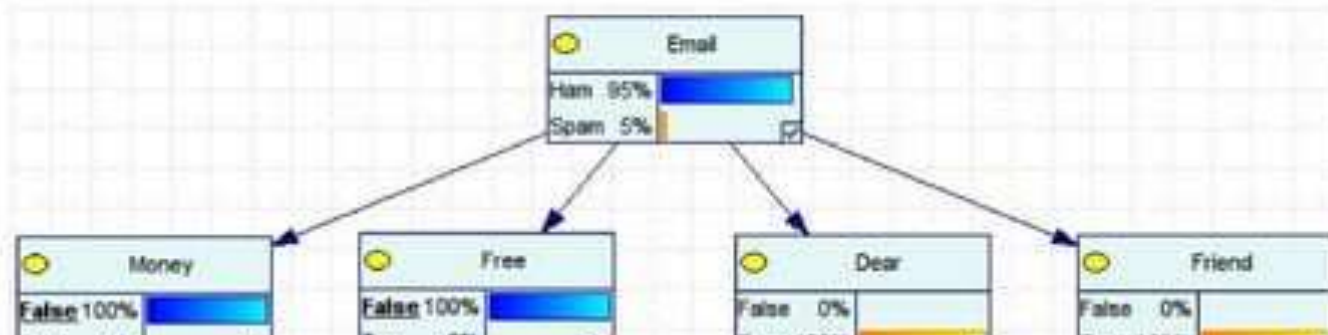 Email
Ham 95%
Spam 5%
Money
False 100%
Free
False 100%
Dear
False 0%
Friend
False 0%